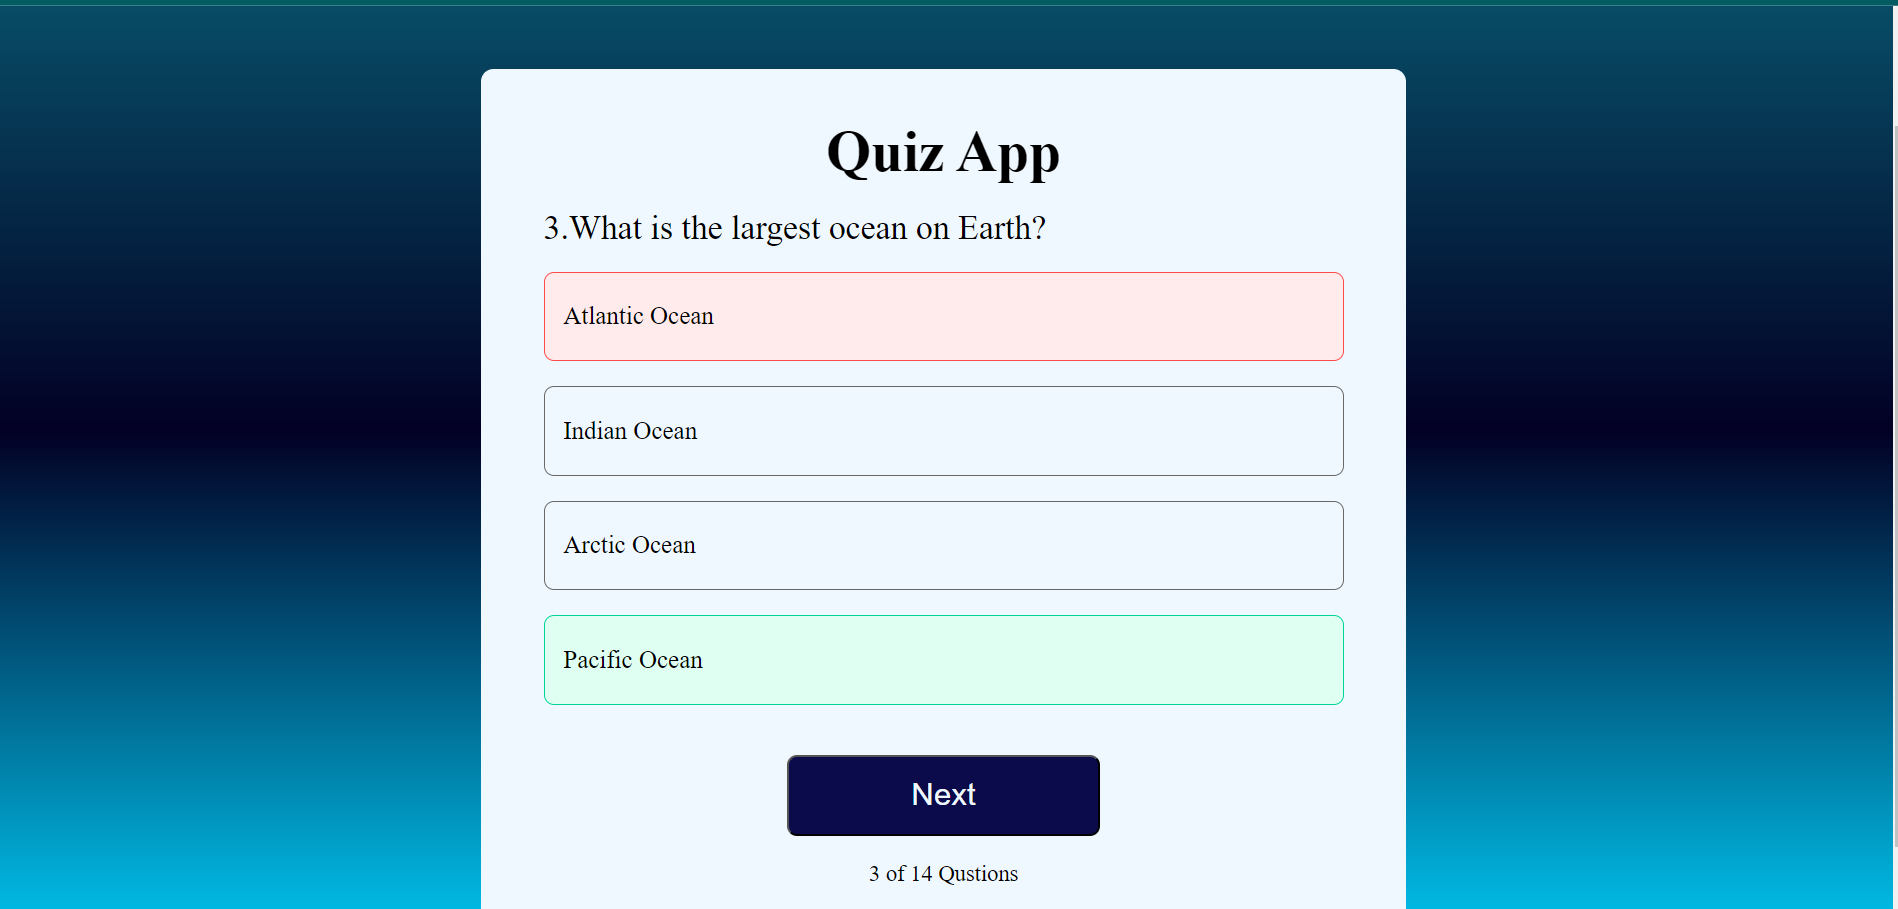 Quiz App
3.What is the largest ocean on Earth?
Atlantic Ocean
Indian Ocean
Arctic Ocean
Pacific Ocean
Next
3 of 14 Qustions